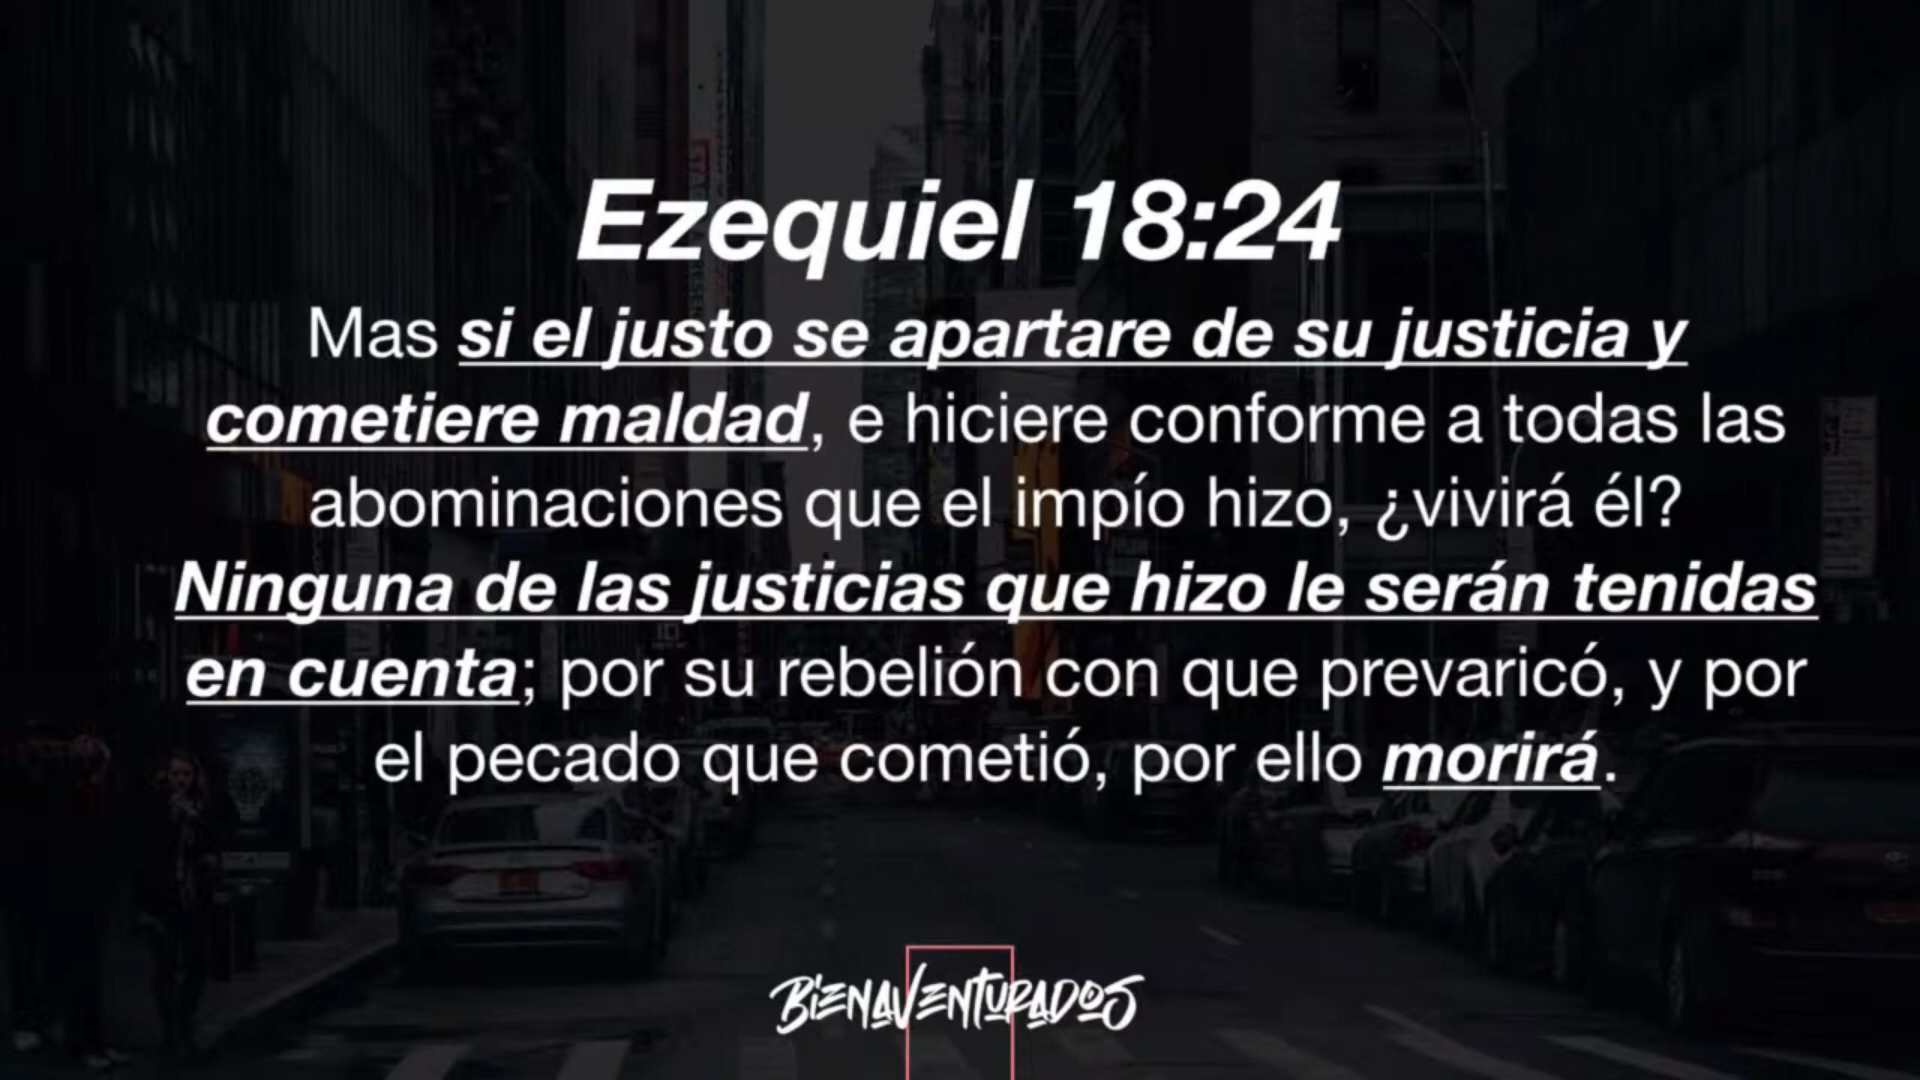 Ezequiel 18:24
Mas si el justo se apartare de su justicia y
cometiere maldad, e hiciere conforme a todas las
abominaciones que el impío hizo, ¿vivirá él?
Ninguna de las justicias que hizo le serán tenidas
en cuenta; por su rebelión con que prevaricó, y por
el pecado que cometió, por ello morirá.
BiENAVENTURADOS